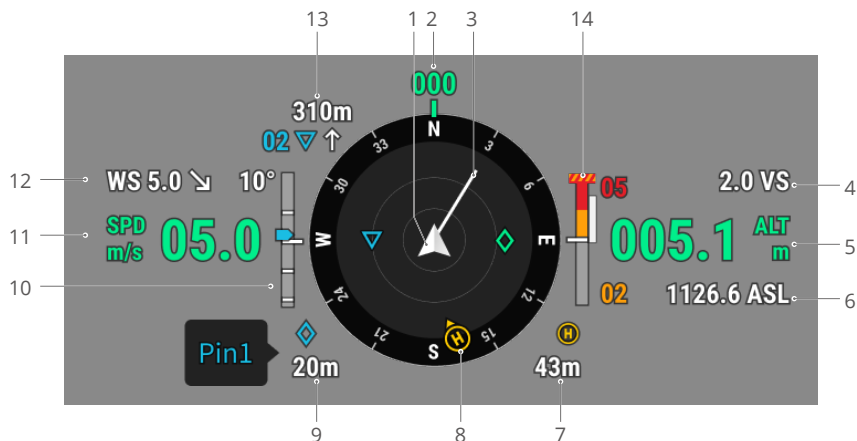 13 1 2 3 14
000
310m
02
N
33 3
30 6
WS 5.0 10°
05
2.0 VS
12 4
SPD m/s 05.0
W E
005.1 ALT m
11 5
10
24 12
02
1126.6 ASL
6
21 15
H
S
H
Pin1
20m
43m
9 8 7